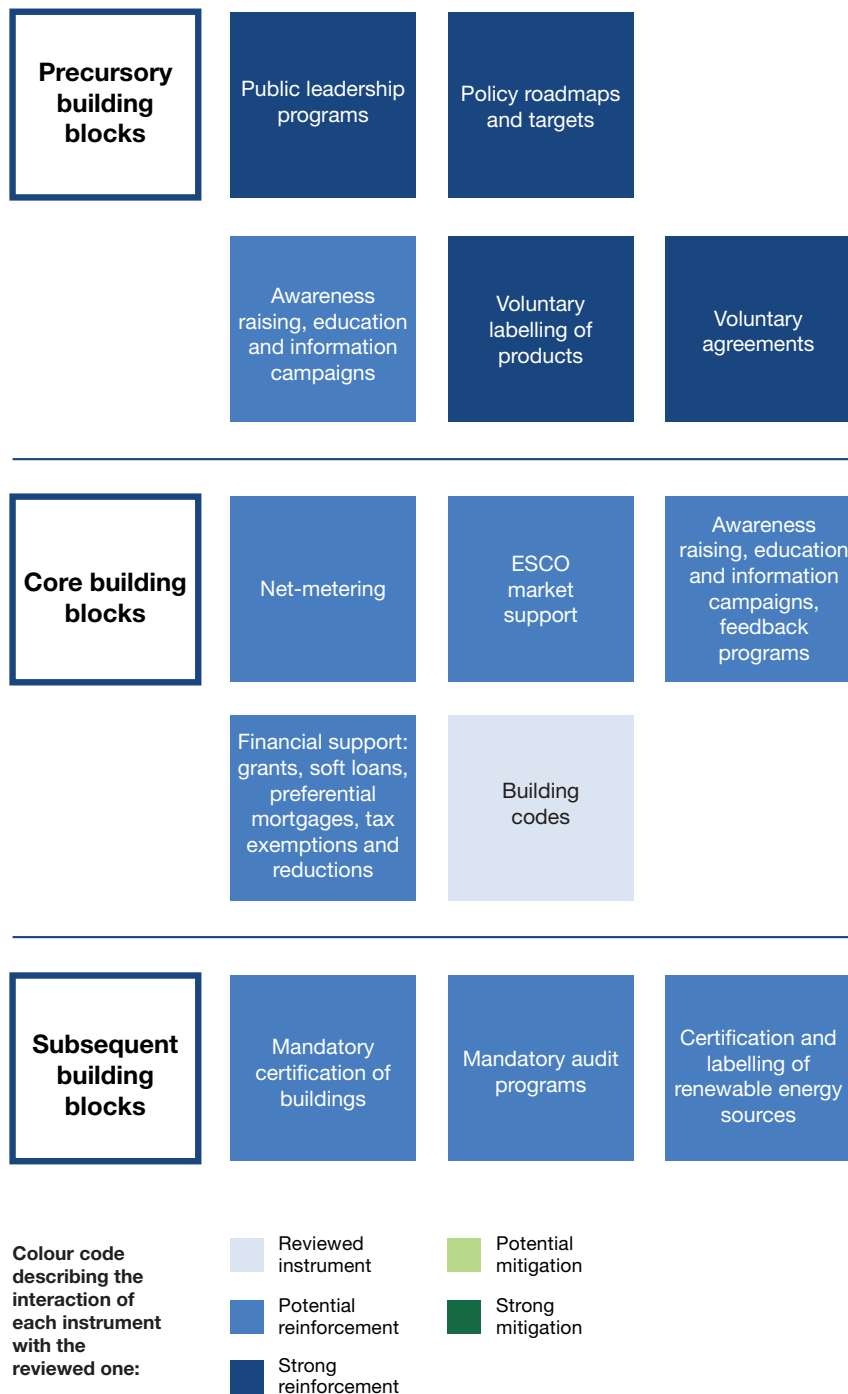 Precursory
building
blocks
Public leadership
programs
Policy roadmaps
and targets
Awareness
raising, education
and information
campaigns
Voluntary
labelling of
products
Voluntary
agreements
Core building
blocks
Net-metering
ESCO
market
support
Awareness
raising, education
and information
campaigns,
feedback
programs
Financial support:
grants, soft loans,
preferential
mortgages, tax
exemptions and
reductions
Building
codes
Subsequent
building
blocks
Mandatory
certification of
buildings
Mandatory audit
programs
Certification and
labelling of
renewable energy
sources
Colour code
describing the
interaction of
each instrument
with the
reviewed one:
Reviewed
instrument
Potential
reinforcement
Strong
reinforcement
Potential
mitigation
Strong
mitigation